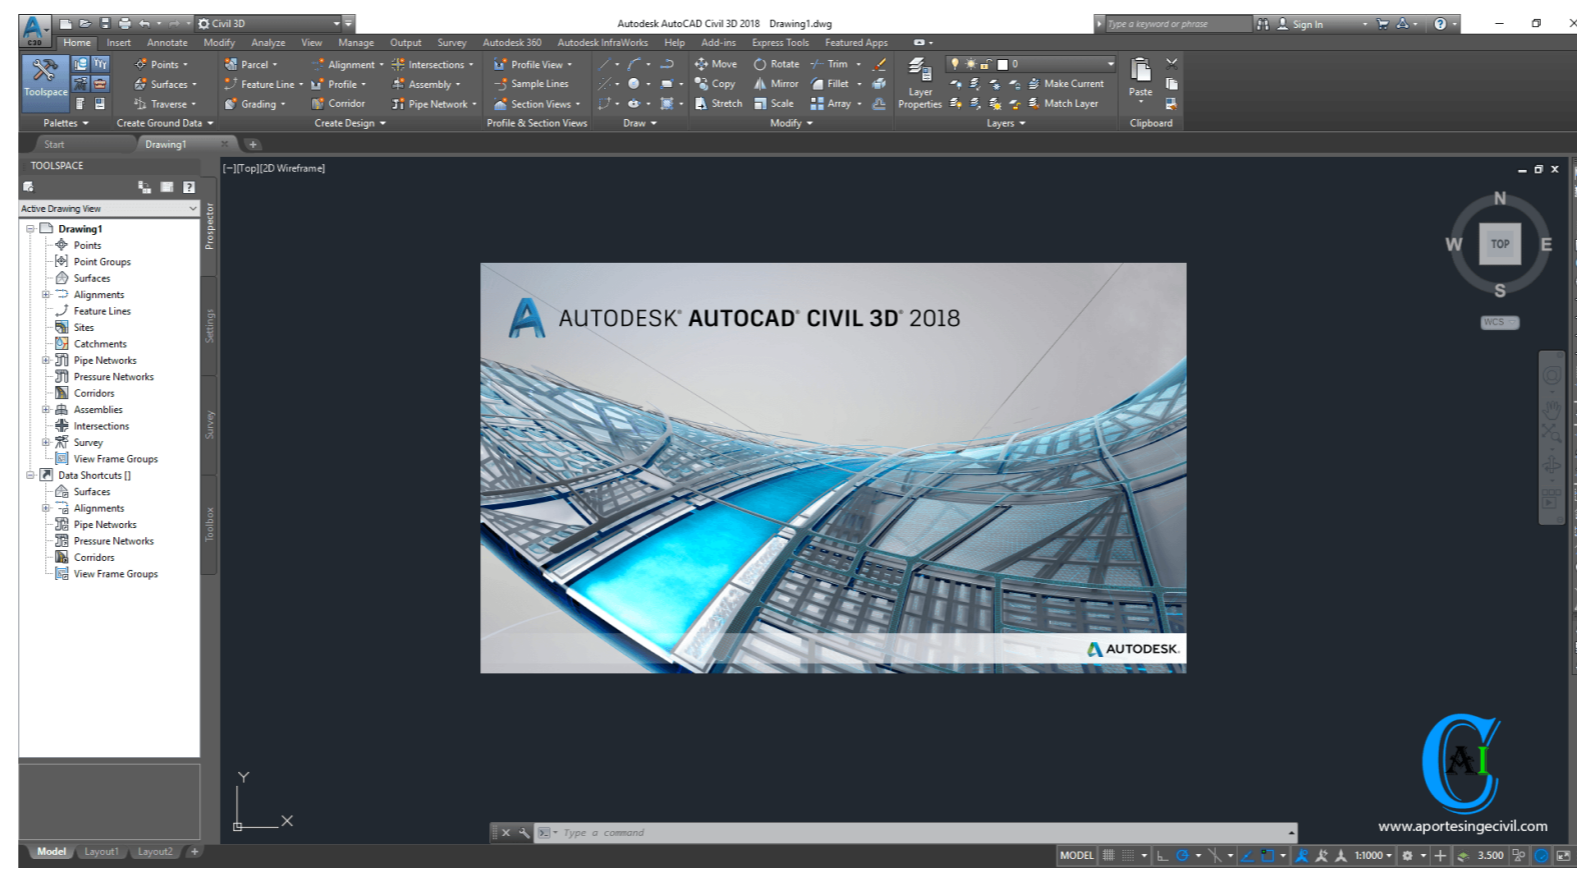 Civil 3D
Autodesk AutoCAD Civil 3D 2018 Drawing1.dwg
Type a keyword or phrase
Sign In
C3D
Home Insert Annotate Modify Analyze View Manage Output Survey Autodesk 360 Autodesk InfraWorks Help Add-ins Express Tools Featured Apps
Toolspace
Palettes
Points
Surfaces
Traverse
Create Ground Data
Parcel
Feature Line
Grading
Alignment
Profile
Corridor
Intersections
Assembly
Pipe Network
Create Design
Profile View
Sample Lines
Section Views
Profile & Section Views
Draw
Move
Copy
Stretch
Rotate
Mirror
Scale
Trim
Fillet
Array
Modify
Layer
Properties
0
Make Current
Match Layer
Layers
Paste
Clipboard
Start
Drawing1
TOOLSPACE
Active Drawing View
Drawing1
Points
Point Groups
Surfaces
Alignments
Feature Lines
Sites
Catchments
Pipe Networks
Pressure Networks
Corridors
Assemblies
Intersections
Survey
View Frame Groups
Data Shortcuts []
Surfaces
Alignments
Pipe Networks
Pressure Networks
Corridors
View Frame Groups
Prospector
Settings
Survey
Toolbox
[−][Top][2D Wireframe]
N
W
TOP
E
S
WCS
AUTODESK® AUTOCAD® CIVIL 3D® 2018
AUTODESK.
Y
X
Type a command
CAI
www.aportesingecivil.com
Model Layout1 Layout2 +
MODEL
1:1000
3.500